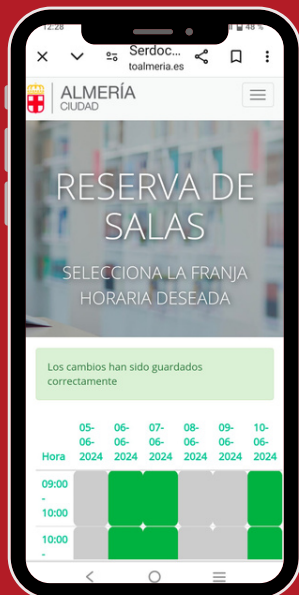 12:28
48 %
Serdoc...
toalmeria.es
ALMERÍA
CIUDAD
RESERVA DE
SALAS
SELECCIONA LA FRANJA
HORARIA DESEADA
Los cambios han sido guardados
correctamente
Hora 05-06-2024 06-06-2024 07-06-2024 08-06-2024 09-06-2024 10-06-2024
09:00
-
10:00
10:00
-